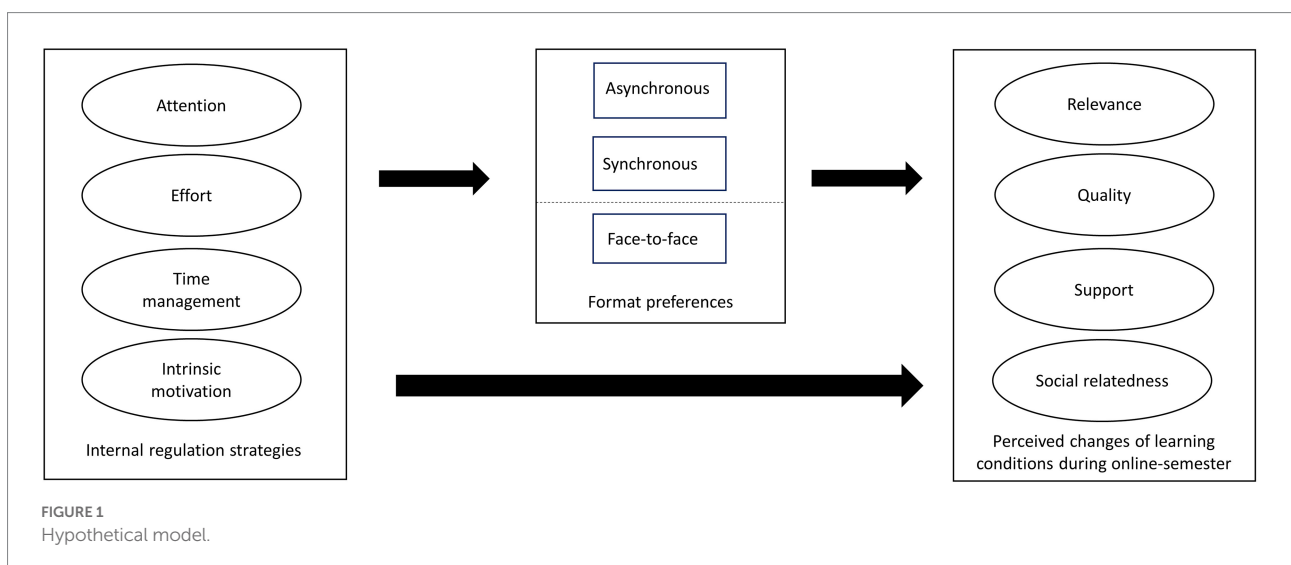 Attention
Effort
Time
management
Intrinsic
motivation
Internal regulation strategies
Asynchronous
Synchronous
Face-to-face
Format preferences
Relevance
Quality
Support
Social relatedness
Perceived changes of learning
conditions during online-semester
FIGURE 1
Hypothetical model.